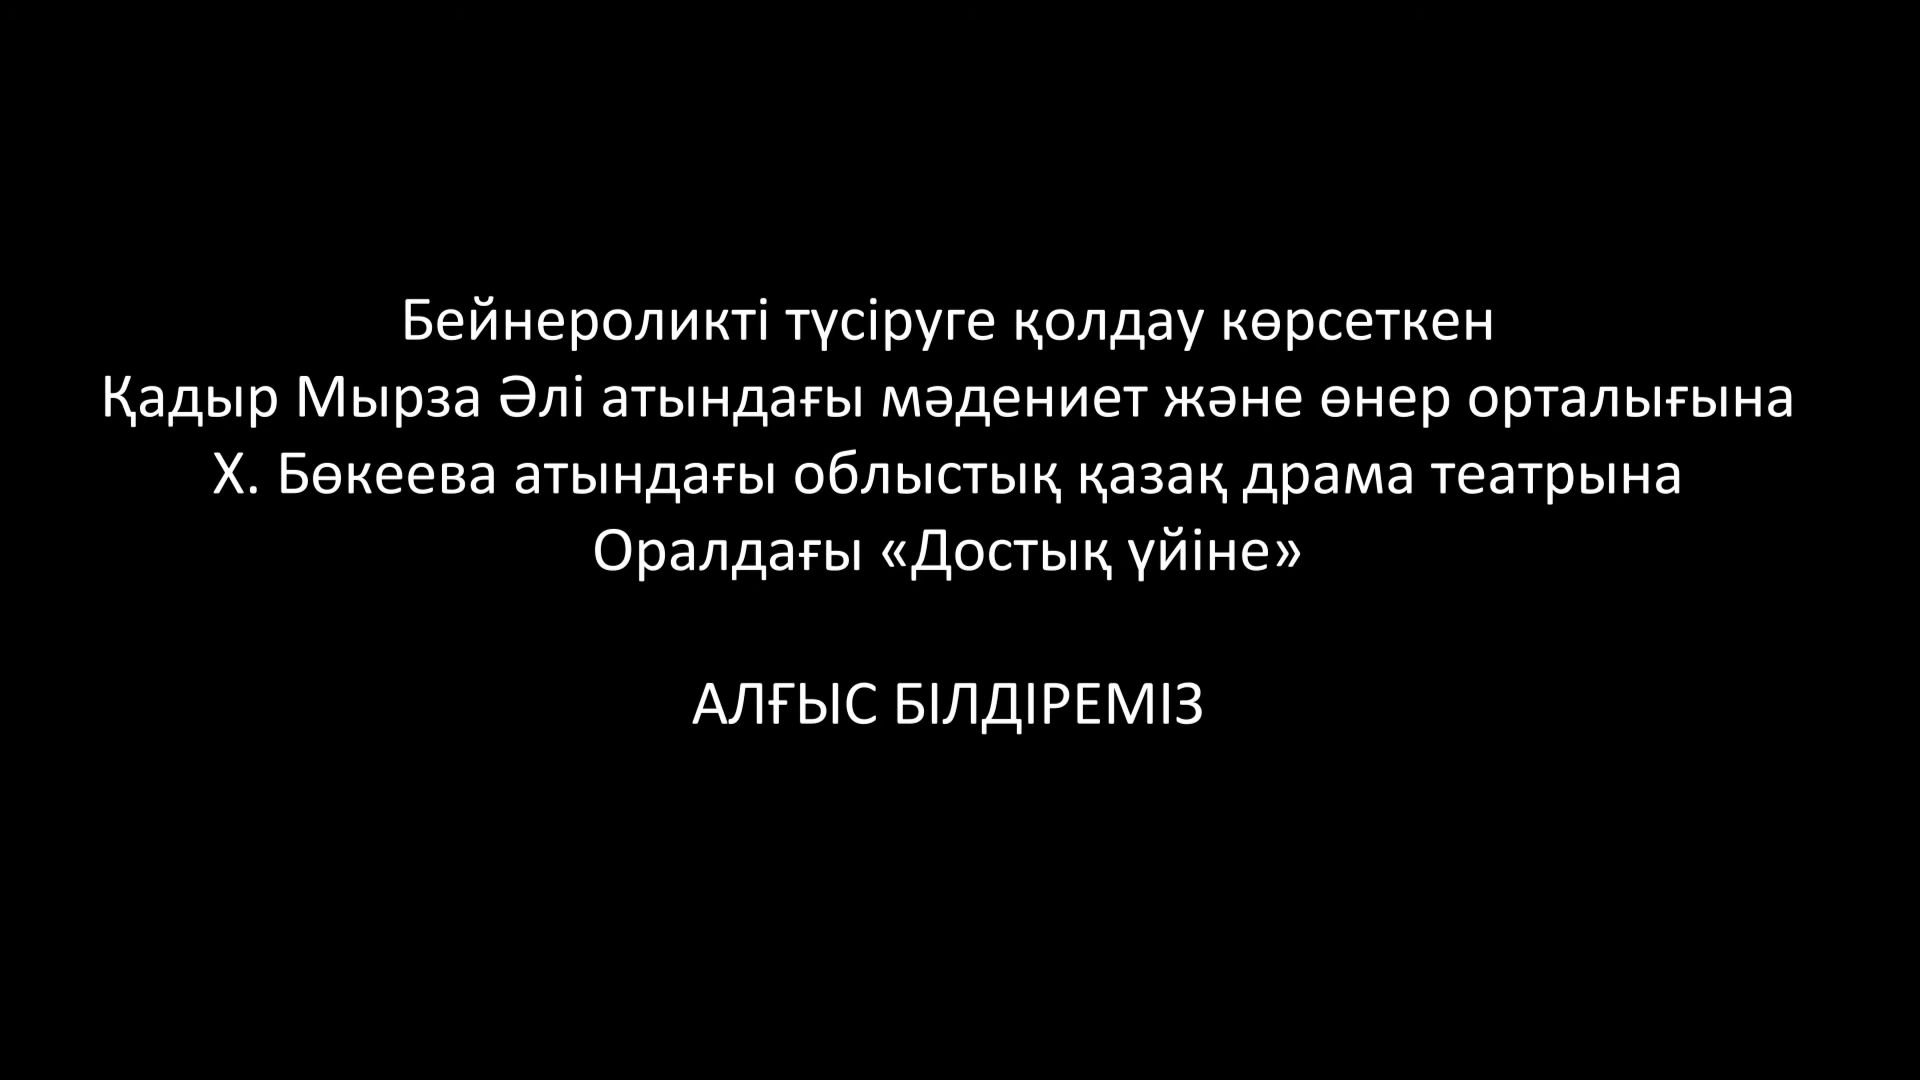 Бейнероликті түсіруге қолдау көрсеткен
Қадыр Мырза Әлі атындағы мәдениет және өнер орталығына
Х. Бөкеева атындағы облыстық қазақ драма театрына
Оралдағы «Достық үйіне»
АЛҒЫС БІЛДІРЕМІЗ